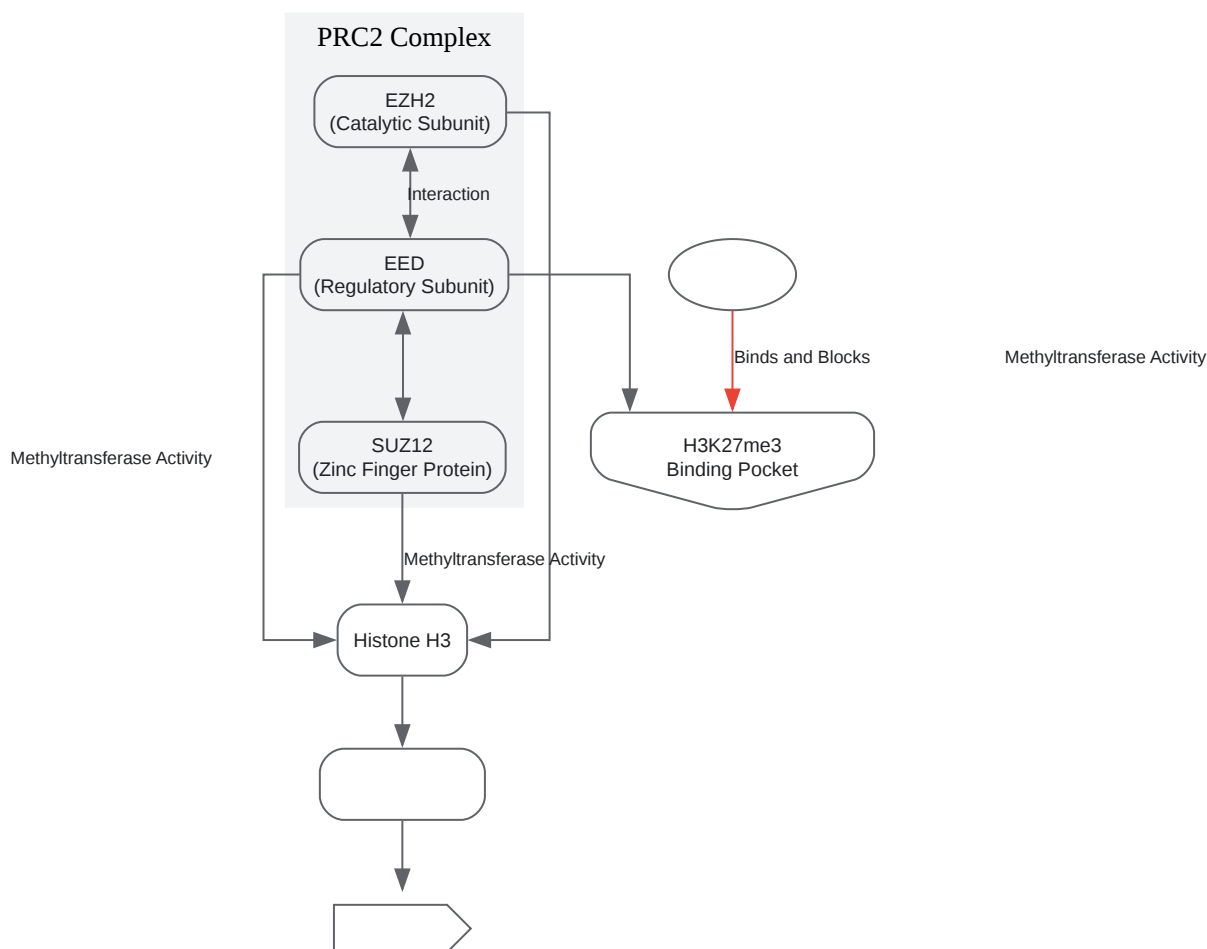 PRC2 Complex
EZH2
(Catalytic Subunit)
Interaction
EED
(Regulatory Subunit)
Binds and Blocks
Methyltransferase Activity
SUZ12
(Zinc Finger Protein)
H3K27me3
Binding Pocket
Methyltransferase Activity
Methyltransferase Activity
Histone H3